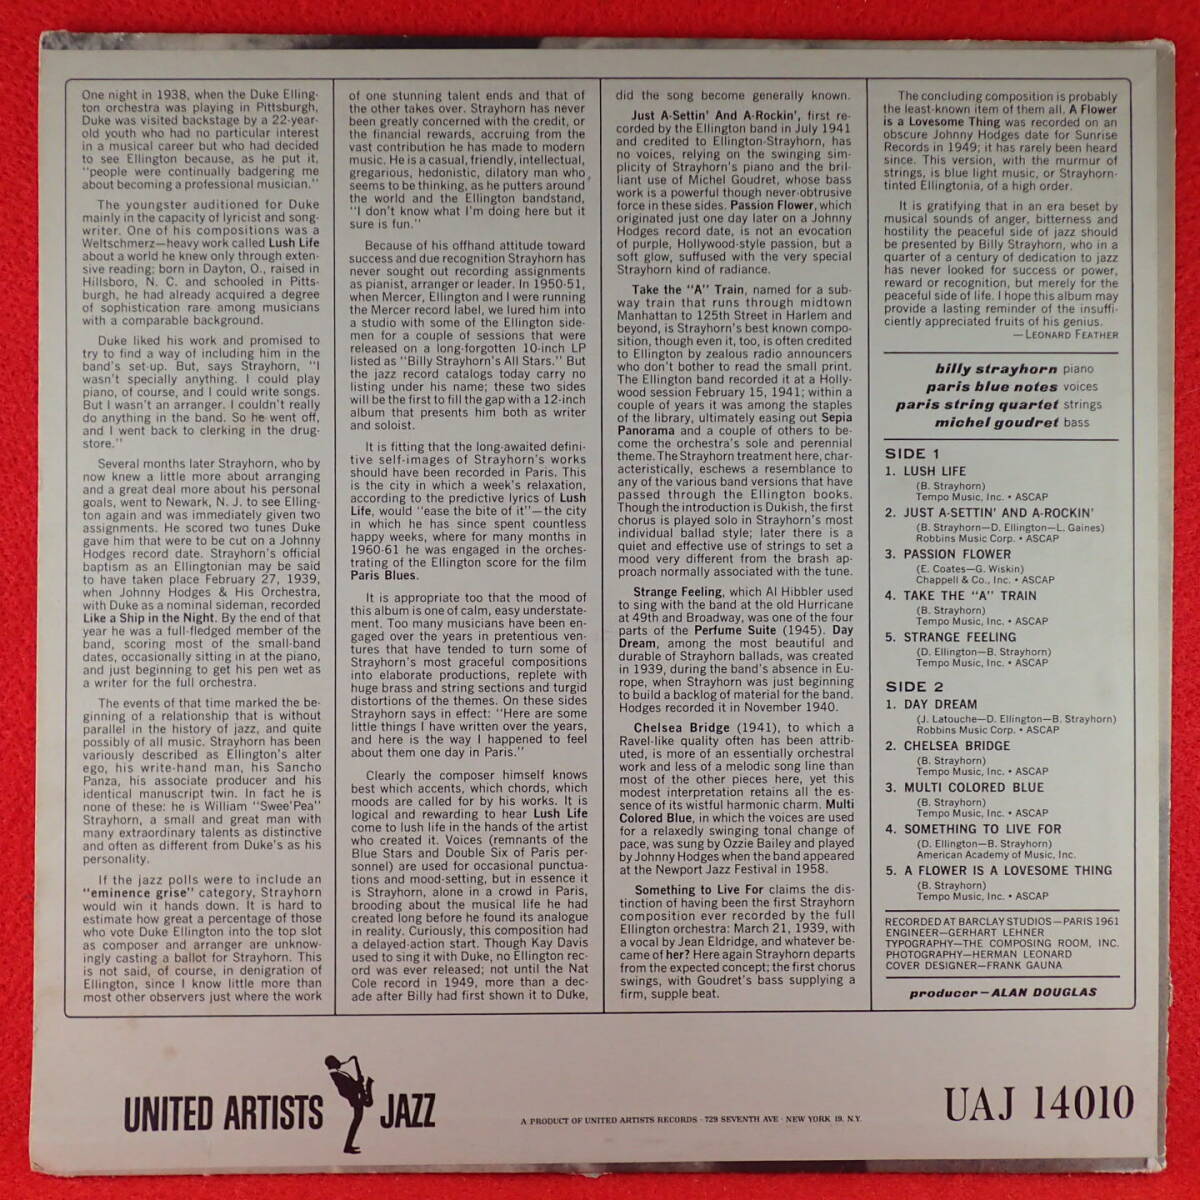 One night in 1938, when the Duke Elling-
ton orchestra was playing in Pittsburgh,
Duke was visited backstage by a 22-year-
old youth who had no particular interest
in a musical career but who had decided
to see Ellington because, as he put it,
"people were continually badgering me
about becoming a professional musician."
The youngster auditioned for Duke
mainly in the capacity of lyricist and song-
writer. One of his compositions was a
Weltschmerz—heavy work called Lush Life
about a world he knew only through exten-
sive reading; born in Dayton, O., raised in
Hillsboro, N. C. and schooled in Pitts-
burgh, he had already acquired a degree
of sophistication rare among musicians
with a comparable background.
Duke liked his work and promised to
try to find a way of including him in the
band's set-up. But, says Strayhorn, "I
wasn't specially anything. I could play
piano, of course, and I could write songs.
But I wasn't an arranger. I couldn't really
do anything in the band. So he went off,
and I went back to clerking in the drug-
store."
Several months later Strayhorn, who by
now knew a little more about arranging
and a great deal more about his personal
goals, went to Newark, N. J. to see Elling-
ton again and was immediately given two
assignments. He scored two tunes Duke
gave him that were to be cut on a Johnny
Hodges record date. Strayhorn's official
baptism as an Ellingtonian may be said
to have taken place February 27, 1939,
when Johnny Hodges & His Orchestra,
with Duke as a nominal sideman, recorded
Like a Ship in the Night. By the end of that
year he was a full-fledged member of the
band, scoring most of the small-band
dates, occasionally sitting in at the piano,
and just beginning to get his pen wet as
a writer for the full orchestra.
The events of that time marked the be-
ginning of a relationship that is without
parallel in the history of jazz, and quite
possibly of all music. Strayhorn has been
variously described as Ellington's alter
ego, his write-hand man, his Sancho
Panza, his associate producer and his
identical manuscript twin. In fact he is
none of these: he is William "Swee'Pea"
Strayhorn, a small and great man with
many extraordinary talents as distinctive
and often as different from Duke's as his
personality.
If the jazz polls were to include an
"eminence grise" category, Strayhorn
would win it hands down. It is hard to
estimate how great a percentage of those
who vote Duke Ellington into the top slot
as composer and arranger are unknow-
ingly casting a ballot for Strayhorn. This
is not said, of course, in denigration of
Ellington, since I know little more than
most other observers just where the work
of one stunning talent ends and that of
the other takes over. Strayhorn has never
been greatly concerned with the credit, or
the financial rewards, accruing from the
vast contribution he has made to modern
music. He is a casual, friendly, intellectual,
gregarious, hedonistic, dilatory man who
seems to be thinking, as he putters around
the world and the Ellington bandstand,
"I don't know what I'm doing here but it
sure is fun."
Because of his offhand attitude toward
success and due recognition Strayhorn has
never sought out recording assignments
as pianist, arranger or leader. In 1950-51,
when Mercer, Ellington and I were running
the Mercer record label, we lured him into
a studio with some of the Ellington side-
men for a couple of sessions that were
released on a long-forgotten 10-inch LP
listed as "Billy Strayhorn's All Stars." But
the jazz record catalogs today carry no
listing under his name; these two sides
will be the first to fill the gap with a 12-inch
album that presents him both as writer
and soloist.
It is fitting that the long-awaited defini-
tive self-images of Strayhorn's works
should have been recorded in Paris. This
is the city in which a week's relaxation,
according to the predictive lyrics of Lush
Life, would "ease the bite of it"—the city
in which he has since spent countless
happy weeks, where for many months in
1960-61 he was engaged in the orches-
trating of the Ellington score for the film
Paris Blues.
It is appropriate too that the mood of
this album is one of calm, easy understate-
ment. Too many musicians have been en-
gaged over the years in pretentious ven-
tures that have tended to turn some of
Strayhorn's most graceful compositions
into elaborate productions, replete with
huge brass and string sections and turgid
distortions of the themes. On these sides
Strayhorn says in effect: "Here are some
little things I have written over the years,
and here is the way I happened to feel
about them one day in Paris."
Clearly the composer himself knows
best which accents, which chords, which
moods are called for by his works. It is
logical and rewarding to hear Lush Life
come to lush life in the hands of the artist
who created it. Voices (remnants of the
Blue Stars and Double Six of Paris per-
sonnel) are used for occasional punctua-
tions and mood-setting, but in essence it
is Strayhorn, alone in a crowd in Paris,
brooding about the musical life he had
created long before he found its analogue
in reality. Curiously, this composition had
a delayed-action start. Though Kay Davis
used to sing it with Duke, no Ellington rec-
ord was ever released; not until the Nat
Cole record in 1949, more than a dec-
ade after Billy had first shown it to Duke,
did the song become generally known.
Just A-Settin' And A-Rockin', first re-
corded by the Ellington band in July 1941
and credited to Ellington-Strayhorn, has
no voices, relying on the swinging sim-
plicity of Strayhorn's piano and the bril-
liant use of Michel Goudret, whose bass
work is a powerful though never-obtrusive
force in these sides. Passion Flower, which
originated just one day later on a Johnny
Hodges record date, is not an evocation
of purple, Hollywood-style passion, but a
soft glow, suffused with the very special
Strayhorn kind of radiance.
Take the "A" Train, named for a sub-
way train that runs through midtown
Manhattan to 125th Street in Harlem and
beyond, is Strayhorn's best known compo-
sition, though even it, too, is often credited
to Ellington by zealous radio announcers
who don't bother to read the small print.
The Ellington band recorded it at a Holly-
wood session February 15, 1941; within a
couple of years it was among the staples
of the library, ultimately easing out Sepia
Panorama and a couple of others to be-
come the orchestra's sole and perennial
theme. The Strayhorn treatment here, char-
acteristically, eschews a resemblance to
any of the various band versions that have
passed through the Ellington books.
Though the introduction is Dukish, the first
chorus is played solo in Strayhorn's most
individual ballad style; later there is a
quiet and effective use of strings to set a
mood very different from the brash ap-
proach normally associated with the tune.
Strange Feeling, which Al Hibbler used
to sing with the band at the old Hurricane
at 49th and Broadway, was one of the four
parts of the Perfume Suite (1945). Day
Dream, among the most beautiful and
durable of Strayhorn ballads, was created
in 1939, during the band's absence in Eu-
rope, when Strayhorn was just beginning
to build a backlog of material for the band.
Hodges recorded it in November 1940.
Chelsea Bridge (1941), to which a
Ravel-like quality often has been attrib-
uted, is more of an essentially orchestral
work and less of a melodic song line than
most of the other pieces here, yet this
modest interpretation retains all the es-
sence of its wistful harmonic charm. Multi
Colored Blue, in which the voices are used
for a relaxedly swinging tonal change of
pace, was sung by Ozzie Bailey and played
by Johnny Hodges when the band appeared
at the Newport Jazz Festival in 1958.
Something to Live For claims the dis-
tinction of having been the first Strayhorn
composition ever recorded by the full
Ellington orchestra: March 21, 1939, with
a vocal by Jean Eldridge, and whatever be-
came of her? Here again Strayhorn departs
from the expected concept; the first chorus
swings, with Goudret's bass supplying a
firm, supple beat.
The concluding composition is probably
the least-known item of them all. A Flower
is a Lovesome Thing was recorded on an
obscure Johnny Hodges date for Sunrise
Records in 1949; it has rarely been heard
since. This version, with the murmur of
strings, is blue light music, or Strayhorn-
tinted Ellingtonia, of a high order.
It is gratifying that in an era beset by
musical sounds of anger, bitterness and
hostility the peaceful side of jazz should
be presented by Billy Strayhorn, who in a
quarter of a century of dedication to jazz
has never looked for success or power,
reward or recognition, but merely for the
peaceful side of life. I hope this album may
provide a lasting reminder of the insuffi-
ciently appreciated fruits of his genius.
—LEONARD FEATHER
billy strayhorn piano
paris blue notes voices
paris string quartet strings
michel goudret bass
SIDE 1
1. LUSH LIFE
(B. Strayhorn)
Tempo Music, Inc. • ASCAP
2. JUST A-SETTIN' AND A-ROCKIN'
(B. Strayhorn—D. Ellington—L. Gaines)
Robbins Music Corp. • ASCAP
3. PASSION FLOWER
(E. Coates—G. Wiskin)
Chappell & Co., Inc. • ASCAP
4. TAKE THE "A" TRAIN
(B. Strayhorn)
Tempo Music, Inc. • ASCAP
5. STRANGE FEELING
(D. Ellington—B. Strayhorn)
Tempo Music, Inc. • ASCAP
SIDE 2
1. DAY DREAM
(J. Latouche—D. Ellington—B. Strayhorn)
Robbins Music Corp. • ASCAP
2. CHELSEA BRIDGE
(B. Strayhorn)
Tempo Music, Inc. • ASCAP
3. MULTI COLORED BLUE
(B. Strayhorn)
Tempo Music, Inc. • ASCAP
4. SOMETHING TO LIVE FOR
(D. Ellington—B. Strayhorn)
American Academy of Music, Inc.
5. A FLOWER IS A LOVESOME THING
(B. Strayhorn)
Tempo Music, Inc. • ASCAP
RECORDED AT BARCLAY STUDIOS—PARIS 1961
ENGINEER—GERHART LEHNER
TYPOGRAPHY—THE COMPOSING ROOM, INC.
PHOTOGRAPHY—HERMAN LEONARD
COVER DESIGNER—FRANK GAUNA
producer—ALAN DOUGLAS
UNITED ARTISTS JAZZ
A PRODUCT OF UNITED ARTISTS RECORDS · 729 SEVENTH AVE · NEW YORK 19, N.Y.
UAJ 14010